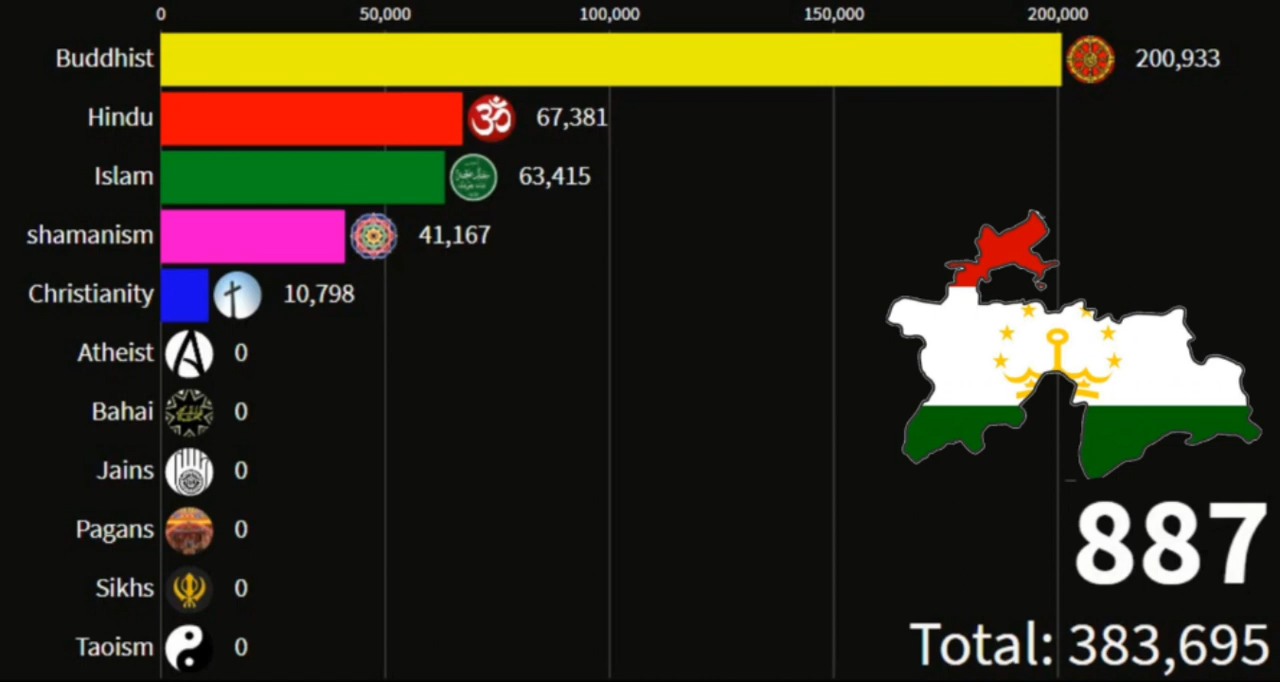 0 50,000 100,000 150,000 200,000
Buddhist 200,933
Hindu 67,381
Islam 63,415
shamanism 41,167
Christianity 10,798
Atheist 0
Bahai 0
Jains 0
Pagans 0
Sikhs 0
Taoism 0
887
Total: 383,695